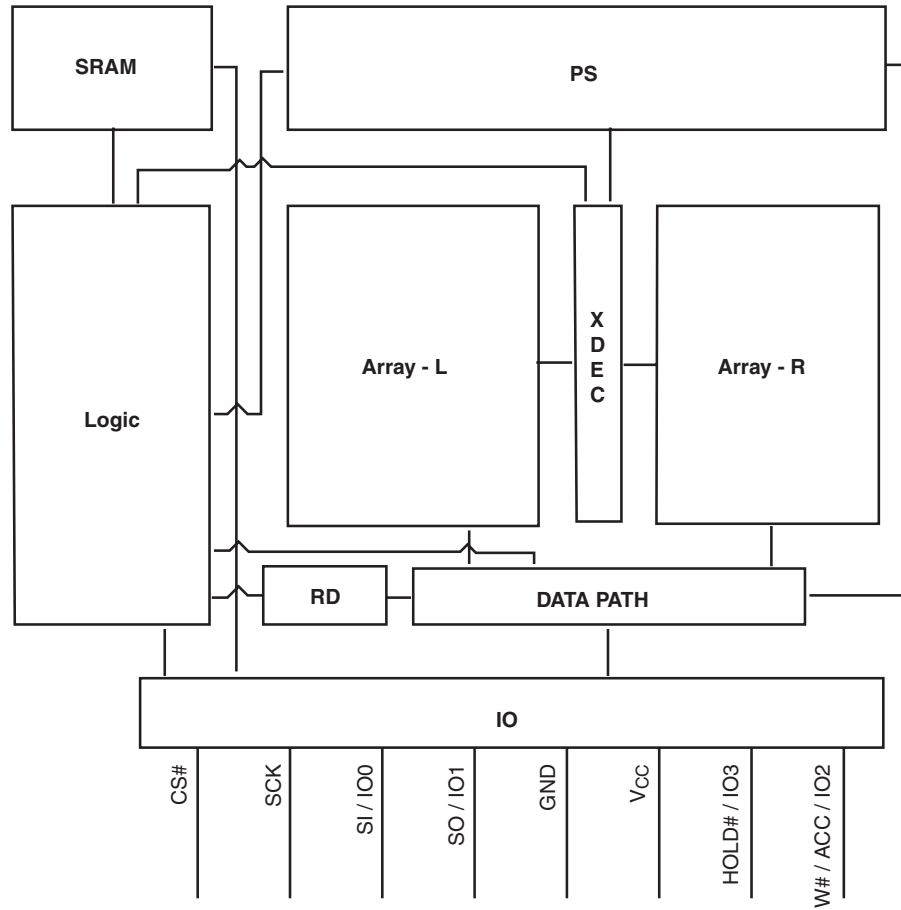 SRAM
PS
Logic
Array - L
X
D
E
C
Array - R
RD
DATA PATH
IO
CS#
SCK
SI / IO0
SO / IO1
GND
VCC
HOLD# / IO3
W# / ACC / IO2